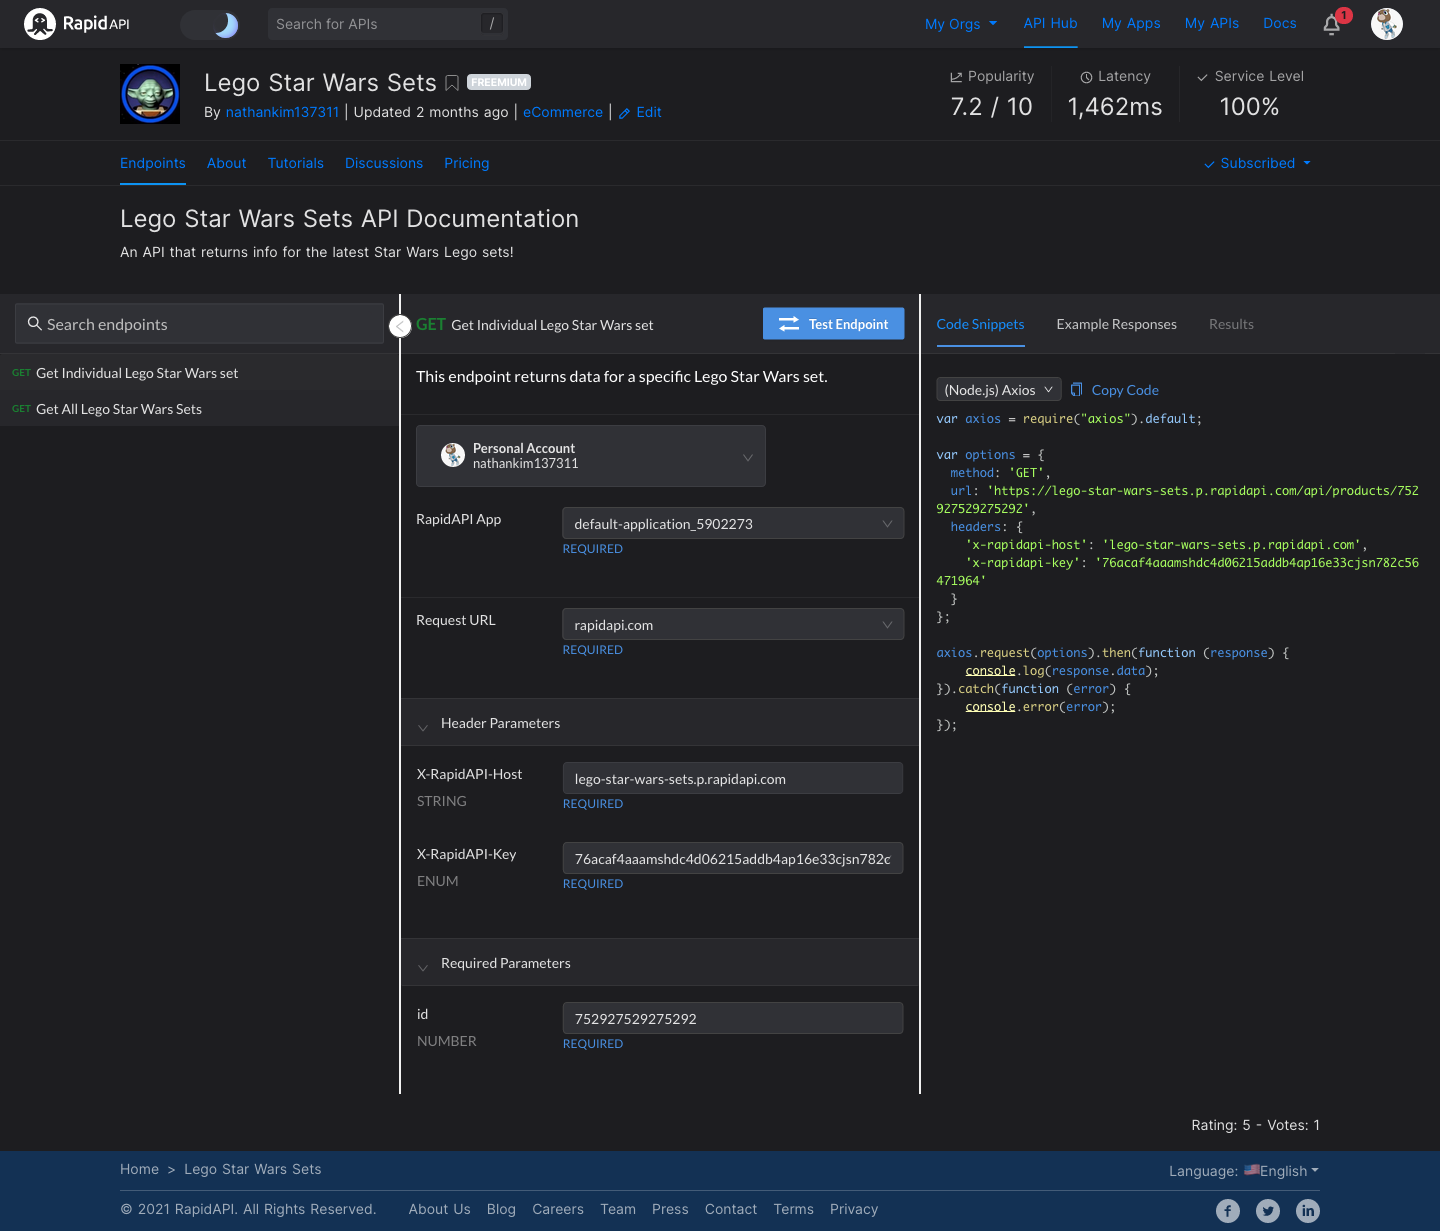 RapidAPI
Search for APIs
/
My Orgs
API Hub
My Apps
My APIs
Docs
1
Lego Star Wars Sets FREEMIUM
By nathankim137311 | Updated 2 months ago | eCommerce | Edit
Popularity
7.2 / 10
Latency
1,462ms
Service Level
100%
Endpoints
About
Tutorials
Discussions
Pricing
Subscribed
Lego Star Wars Sets API Documentation
An API that returns info for the latest Star Wars Lego sets!
Search endpoints
GET Get Individual Lego Star Wars set
GET Get All Lego Star Wars Sets
GET Get Individual Lego Star Wars set
Test Endpoint
This endpoint returns data for a specific Lego Star Wars set.
Personal Account
nathankim137311
RapidAPI App
default-application_5902273
REQUIRED
Request URL
rapidapi.com
REQUIRED
Header Parameters
X-RapidAPI-Host
STRING
lego-star-wars-sets.p.rapidapi.com
REQUIRED
X-RapidAPI-Key
ENUM
76acaf4aaamshdc4d06215addb4ap16e33cjsn782c
REQUIRED
Required Parameters
id
NUMBER
752927529275292
REQUIRED
Code Snippets
Example Responses
Results
(Node.js) Axios
Copy Code
var axios = require("axios").default;
var options = {
  method: 'GET',
  url: 'https://lego-star-wars-sets.p.rapidapi.com/api/products/752
927529275292',
  headers: {
    'x-rapidapi-host': 'lego-star-wars-sets.p.rapidapi.com',
    'x-rapidapi-key': '76acaf4aaamshdc4d06215addb4ap16e33cjsn782c56
471964'
  }
};
axios.request(options).then(function (response) {
    console.log(response.data);
}).catch(function (error) {
    console.error(error);
});
Rating: 5 - Votes: 1
Home > Lego Star Wars Sets
Language: English
© 2021 RapidAPI. All Rights Reserved.
About Us
Blog
Careers
Team
Press
Contact
Terms
Privacy